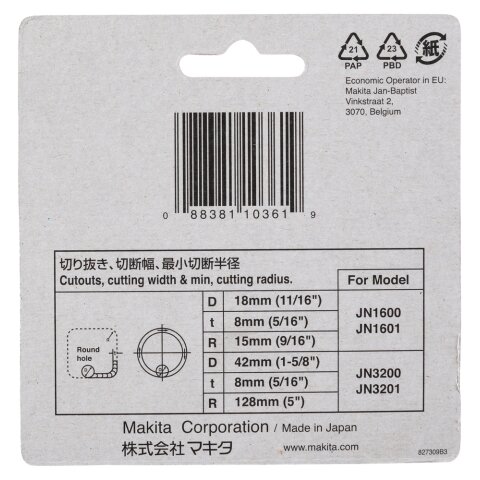 21
PAP
23
PBD
紙
Economic Operator in EU:
Makita Jan-Baptist
Vinkstraat 2,
3070, Belgium
0 88381 10361 9
切り抜き、切断幅、最小切断半径
Cutouts, cutting width & min, cutting radius.
For Model
Round
hole
D 18mm (11/16")
t 8mm (5/16")
R 15mm (9/16")
JN1600
JN1601
D 42mm (1-5/8")
t 8mm (5/16")
R 128mm (5")
JN3200
JN3201
Makita Corporation / Made in Japan
株式会社マキタ www.makita.com
827309B3